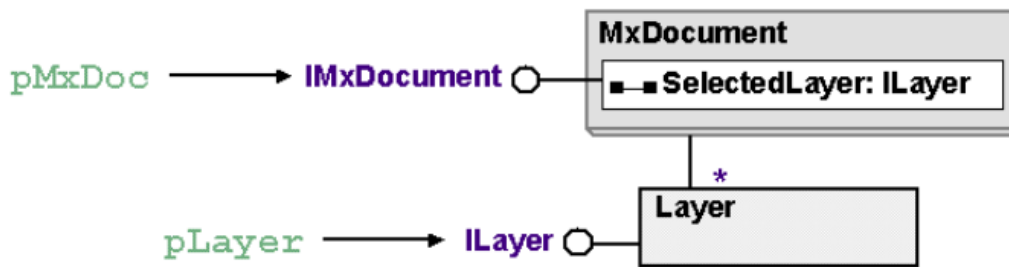 MxDocument
pMxDoc IMxDocument SelectedLayer: ILayer
*
Layer
pLayer ILayer